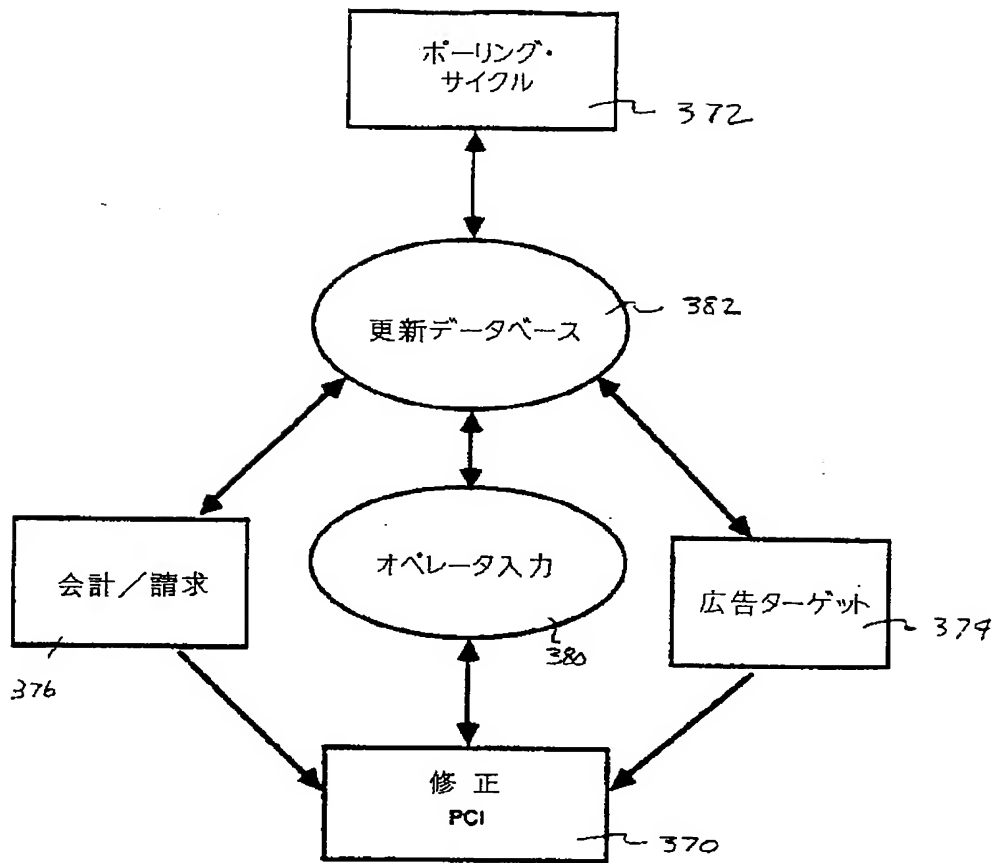 ポーリング・
サイクル
372
更新データベース
382
会計／請求
376
オペレータ入力
380
広告ターゲット
374
修正
PCI
370